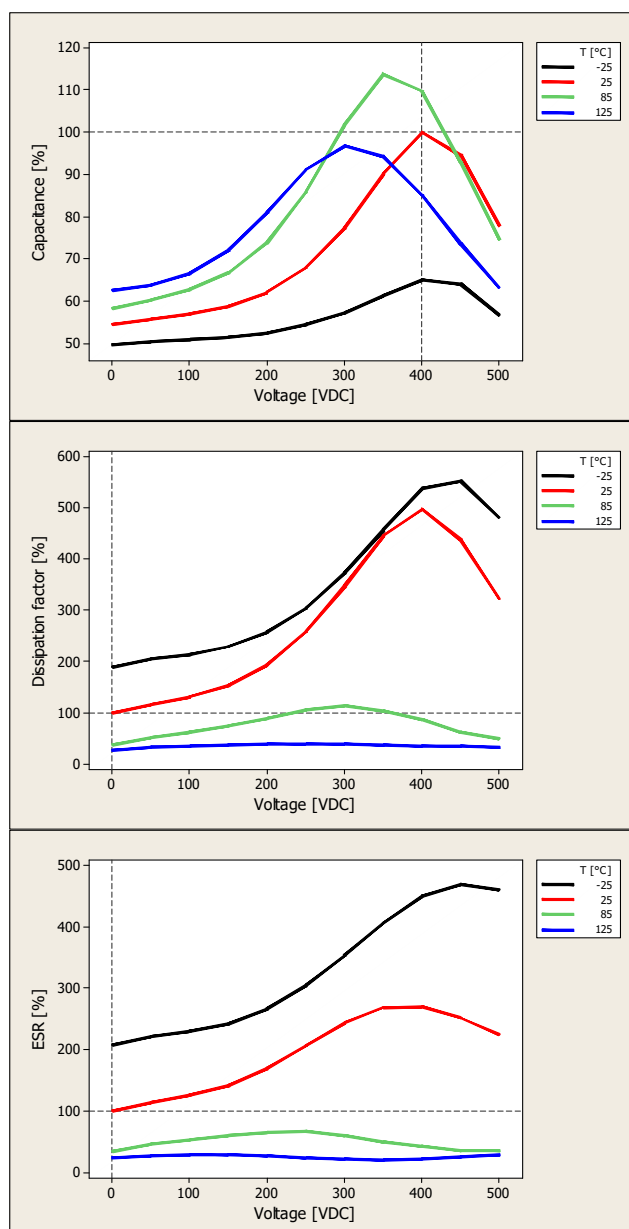 120
110
100
90
80
70
60
50
0 100 200 300 400 500
Capacitance [%]
Voltage [VDC]
T [°C]
-25
25
85
125
600
500
400
300
200
100
0
0 100 200 300 400 500
Dissipation factor [%]
Voltage [VDC]
T [°C]
-25
25
85
125
500
400
300
200
100
0
0 100 200 300 400 500
ESR [%]
Voltage [VDC]
T [°C]
-25
25
85
125